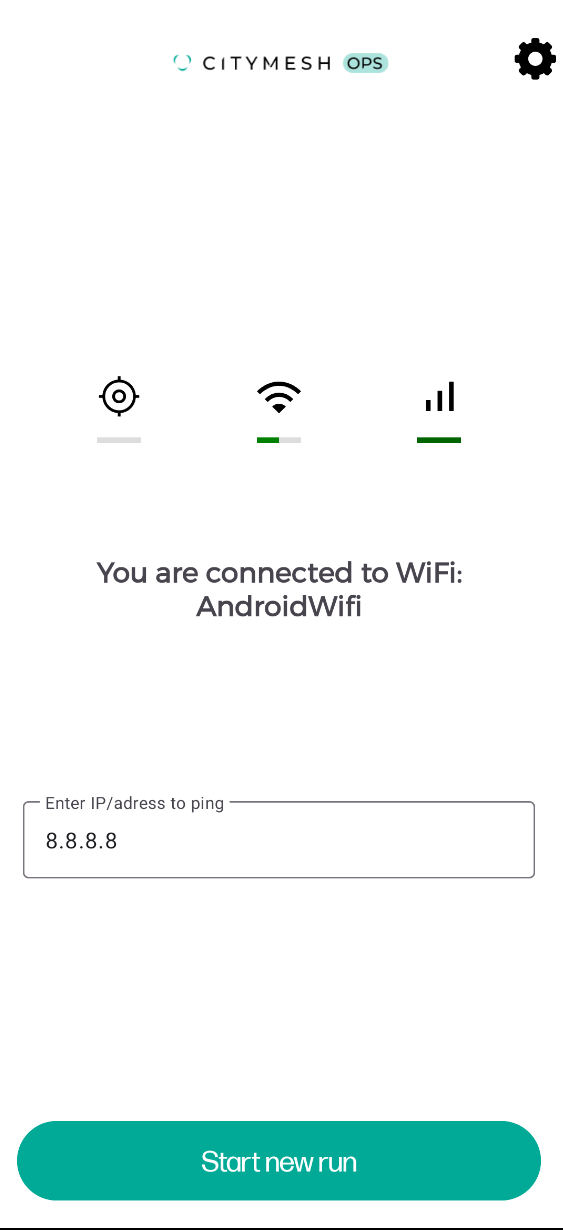 CITYMESH OPS
You are connected to WiFi:
AndroidWifi
Enter IP/adress to ping
8.8.8.8
Start new run